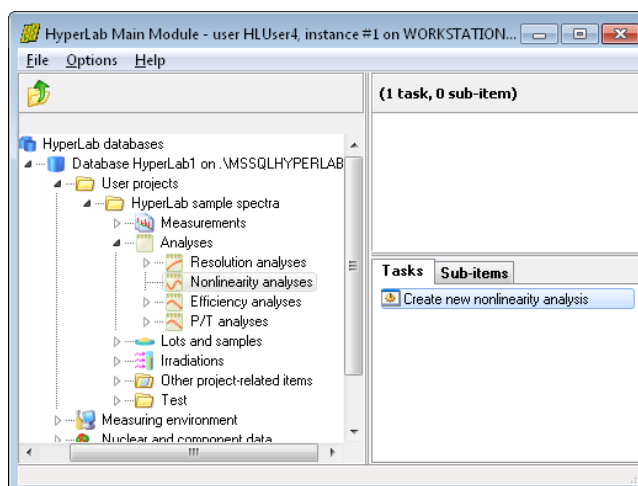 HyperLab Main Module - user HLUser4, instance #1 on WORKSTATION...
File Options Help
(1 task, 0 sub-item)
HyperLab databases
Database HyperLab1 on .\MSSQLHYPERLAB
User projects
HyperLab sample spectra
Measurements
Analyses
Resolution analyses
Nonlinearity analyses
Efficiency analyses
P/T analyses
Lots and samples
Irradiations
Other project-related items
Test
Measuring environment
Nuclear and component data
Tasks Sub-items
Create new nonlinearity analysis